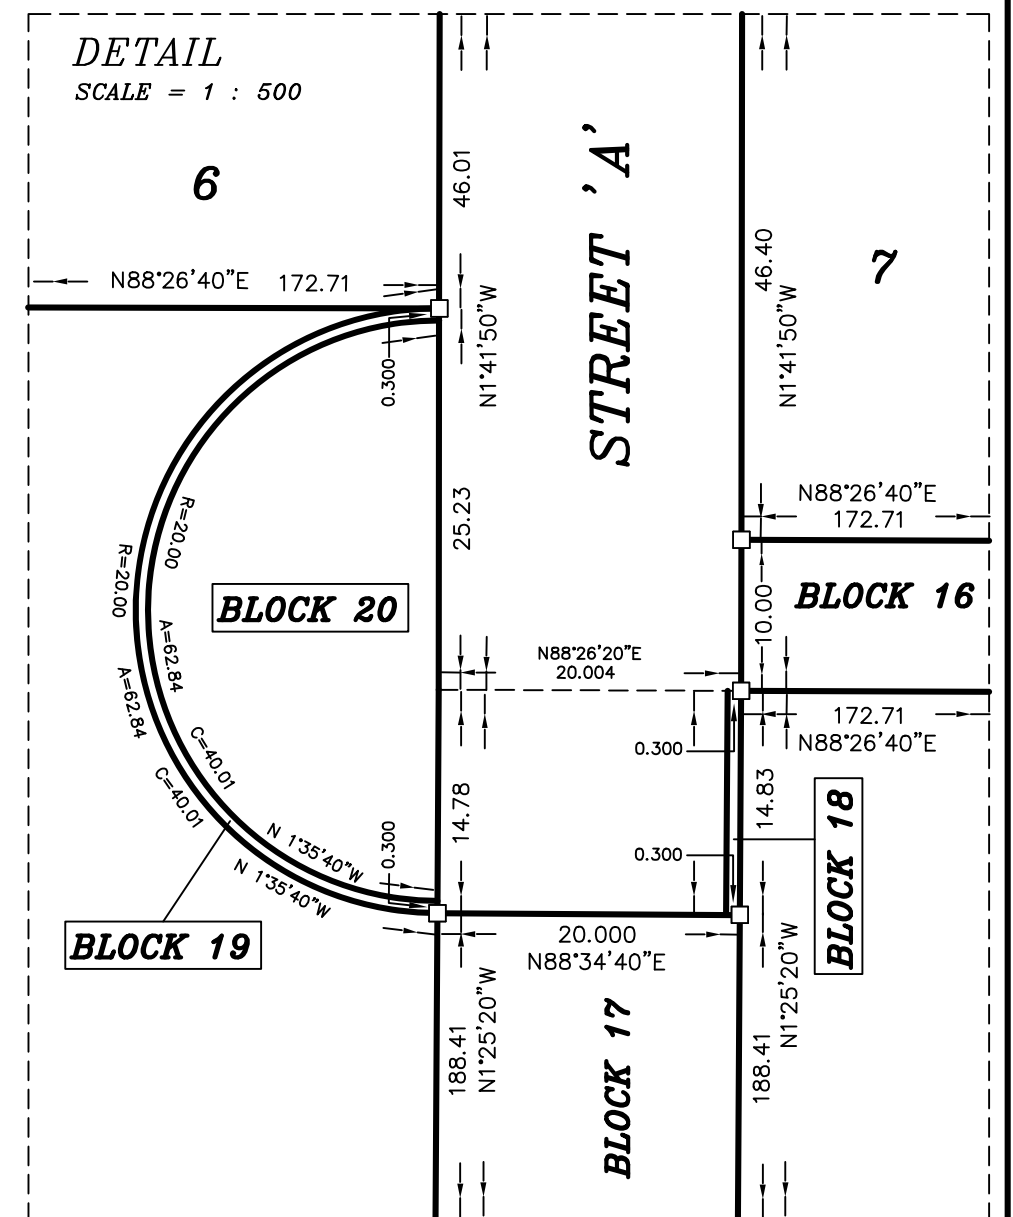 DETAIL
SCALE = 1 : 500
6
46.01
STREET 'A'
46.40
7
N88°26'40"E 172.71
N1°41'50"W
N1°41'50"W
0.300
R=20.00
R=20.00
25.23
N88°26'40"E
172.71
BLOCK 20
10.00
BLOCK 16
A=62.84
A=62.84
N88°26'20"E
20.004
172.71
N88°26'40"E
C=40.01
C=40.01
0.300
14.78
14.83
N 1°35'40"W
N 1°35'40"W
0.300
0.300
BLOCK 18
BLOCK 19
20.000
N88°34'40"E
188.41
N1°25'20"W
BLOCK 17
188.41
N1°25'20"W